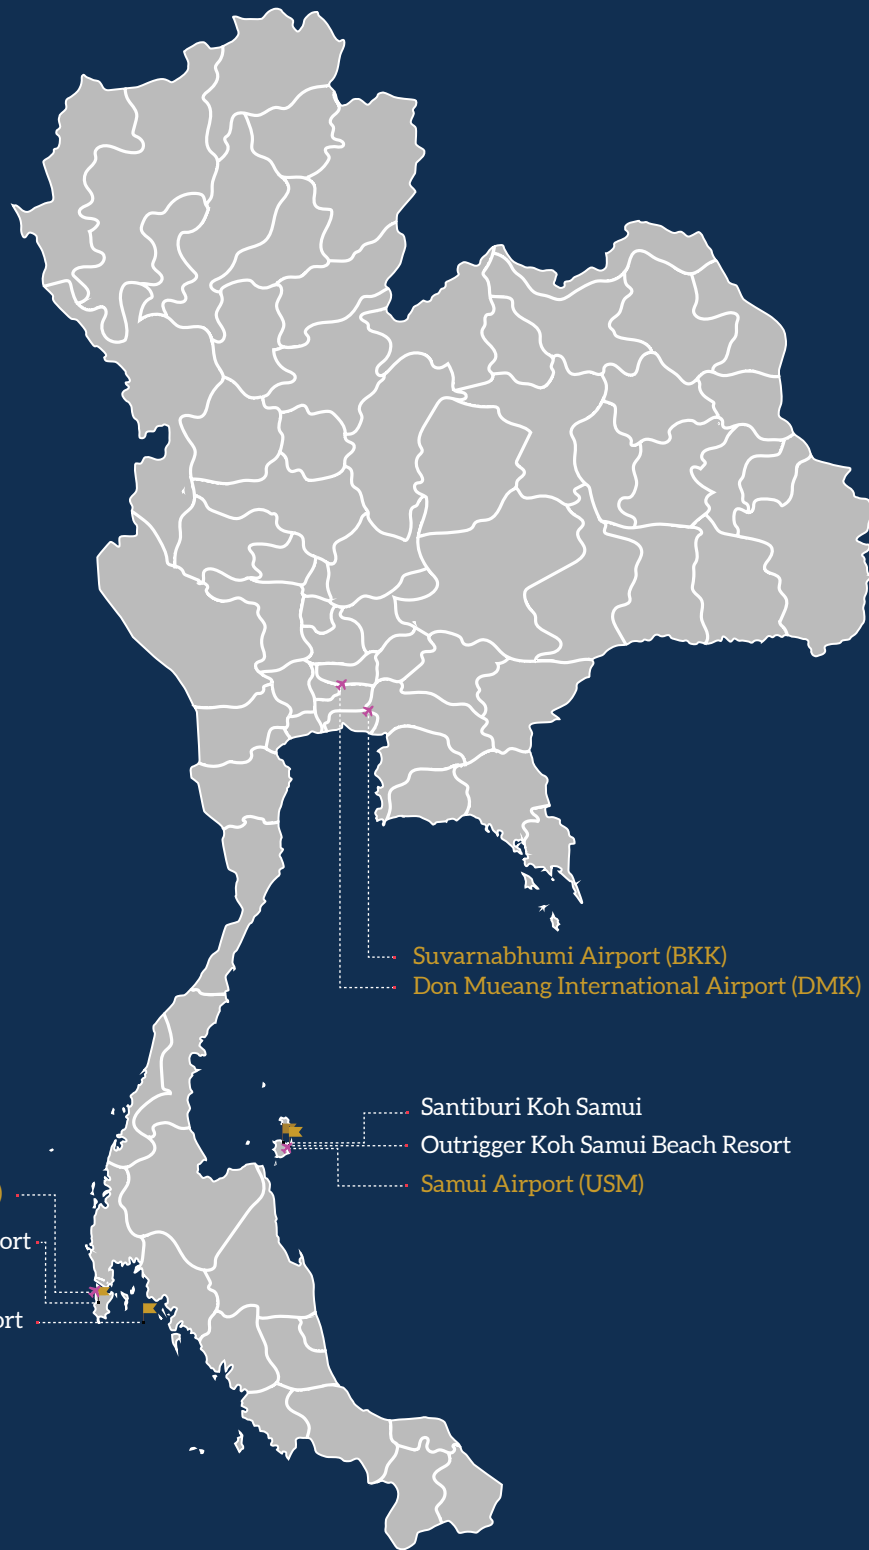 Suvarnabhumi Airport (BKK)
Don Mueang International Airport (DMK)
Santiburi Koh Samui
Outrigger Koh Samui Beach Resort
Samui Airport (USM)
)
ort
ort